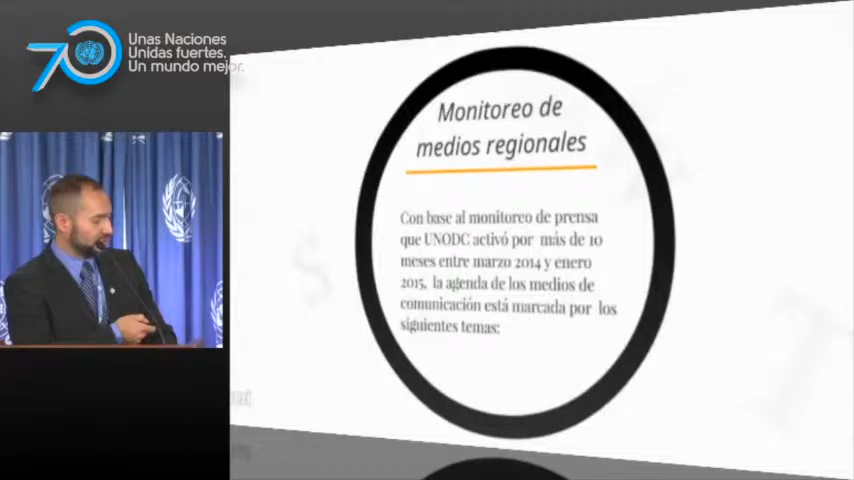 70
Unas Naciones
Unidas fuertes.
Un mundo mejor.
Monitoreo de
medios regionales
Con base al monitoreo de prensa
que UNODC activó por más de 10
meses entre marzo 2014 y enero
2015, la agenda de los medios de
comunicación está marcada por los
siguientes temas: